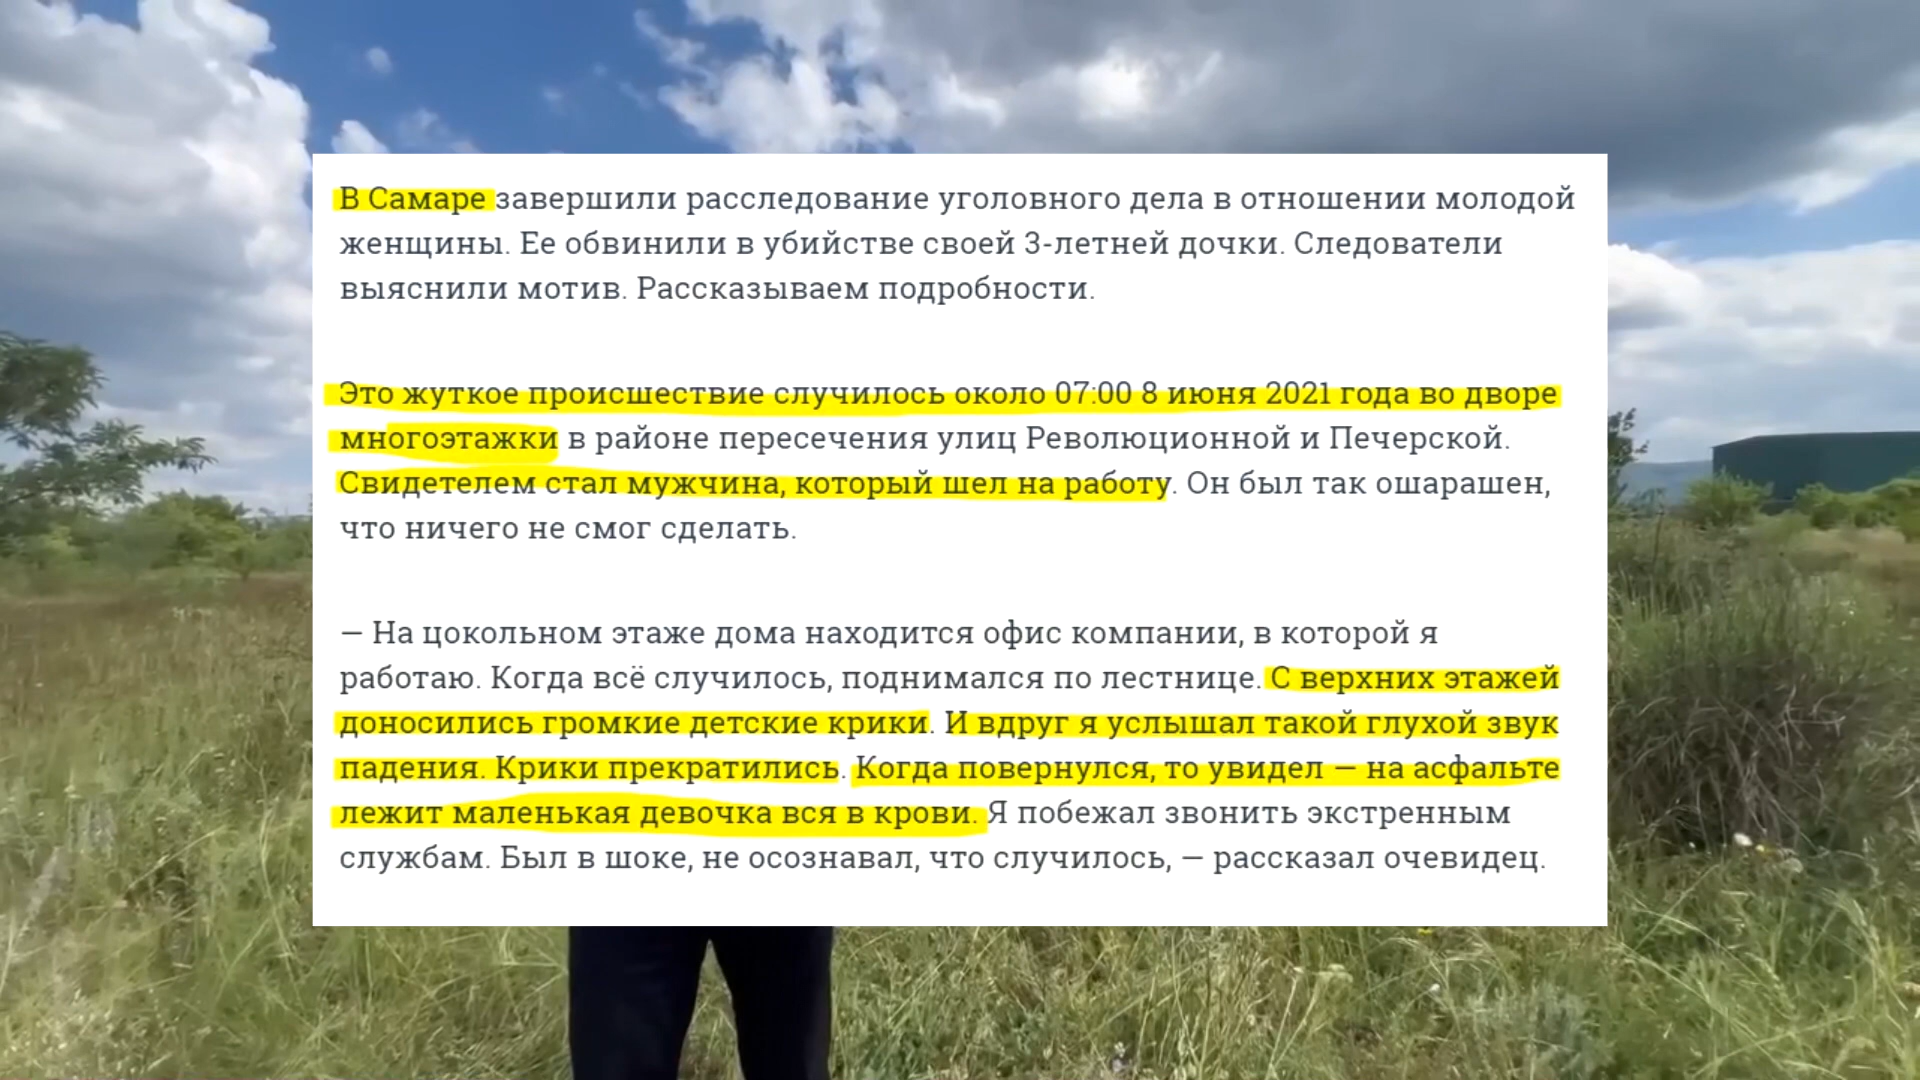 В Самаре завершили расследование уголовного дела в отношении молодой
женщины. Ее обвинили в убийстве своей 3-летней дочки. Следователи
выяснили мотив. Рассказываем подробности.
Это жуткое происшествие случилось около 07:00 8 июня 2021 года во дворе
многоэтажки в районе пересечения улиц Революционной и Печерской.
Свидетелем стал мужчина, который шел на работу. Он был так ошарашен,
что ничего не смог сделать.
— На цокольном этаже дома находится офис компании, в которой я
работаю. Когда всё случилось, поднимался по лестнице. С верхних этажей
доносились громкие детские крики. И вдруг я услышал такой глухой звук
падения. Крики прекратились. Когда повернулся, то увидел — на асфальте
лежит маленькая девочка вся в крови. Я побежал звонить экстренным
службам. Был в шоке, не осознавал, что случилось, — рассказал очевидец.